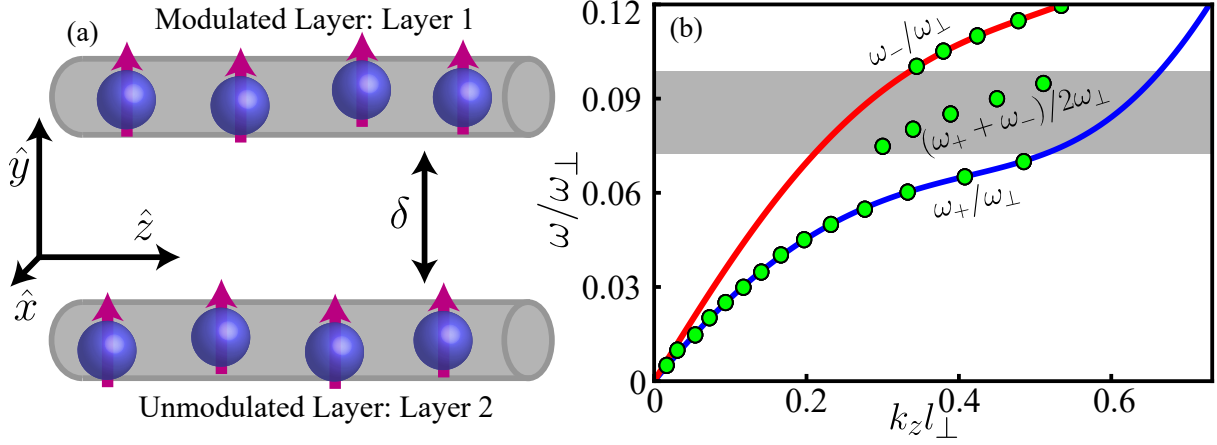 (a)
Modulated Layer: Layer 1
ŷ
ẑ
x̂
δ
Unmodulated Layer: Layer 2
(b)
ω/ω⊥
0.12
0.09
0.06
0.03
0
ω₋/ω⊥
(ω₊ + ω₋)/2ω⊥
ω₊/ω⊥
0
0.2
0.4
0.6
k_z l⊥